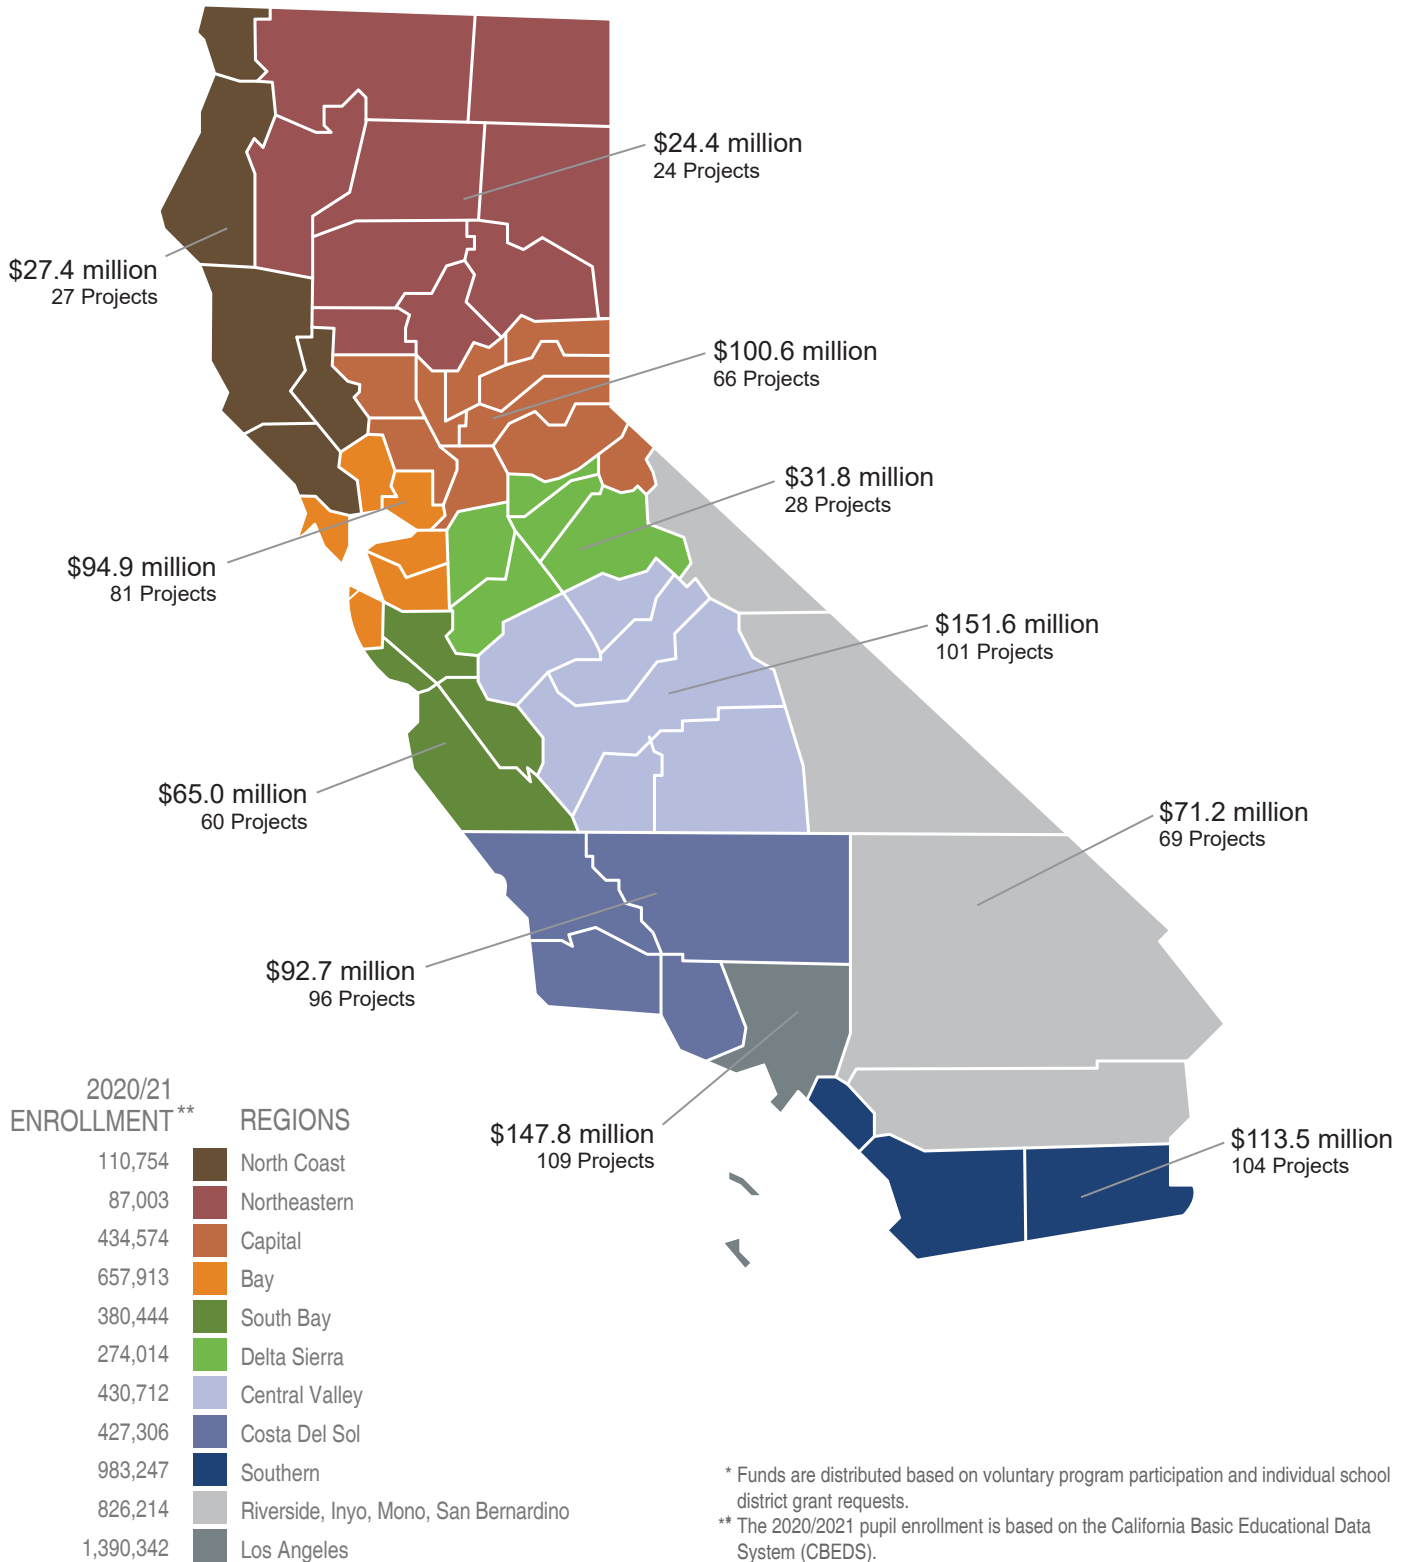 $24.4 million
24 Projects
$27.4 million
27 Projects
$100.6 million
66 Projects
$31.8 million
28 Projects
$94.9 million
81 Projects
$151.6 million
101 Projects
$65.0 million
60 Projects
$71.2 million
69 Projects
$92.7 million
96 Projects
$147.8 million
109 Projects
$113.5 million
104 Projects
2020/21
ENROLLMENT** REGIONS
110,754 North Coast
87,003 Northeastern
434,574 Capital
657,913 Bay
380,444 South Bay
274,014 Delta Sierra
430,712 Central Valley
427,306 Costa Del Sol
983,247 Southern
826,214 Riverside, Inyo, Mono, San Bernardino
1,390,342 Los Angeles
* Funds are distributed based on voluntary program participation and individual school
district grant requests.
** The 2020/2021 pupil enrollment is based on the California Basic Educational Data
System (CBEDS).